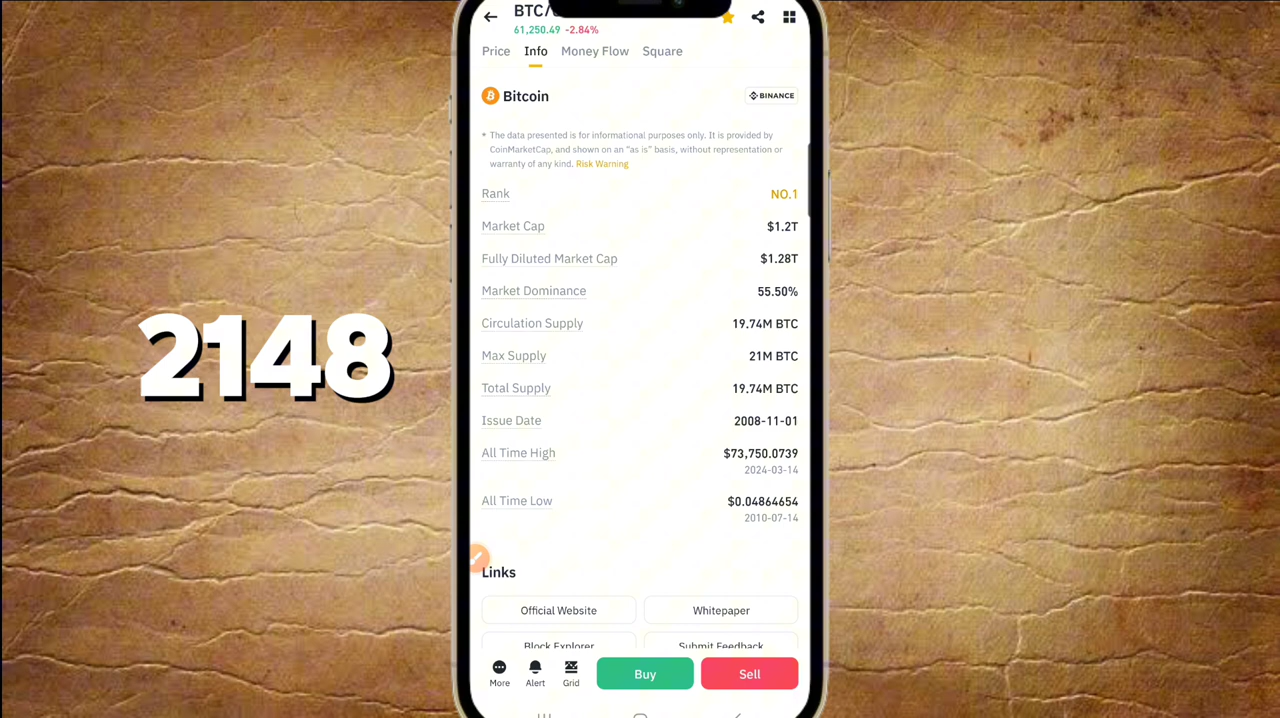 BTC/
61,250.49 -2.84%
Price Info Money Flow Square
Bitcoin
BINANCE
* The data presented is for informational purposes only. It is provided by
CoinMarketCap, and shown on an "as is" basis, without representation or
warranty of any kind. Risk Warning
Rank NO.1
Market Cap $1.2T
Fully Diluted Market Cap $1.28T
Market Dominance 55.50%
Circulation Supply 19.74M BTC
2148
Max Supply 21M BTC
Total Supply 19.74M BTC
Issue Date 2008-11-01
All Time High $73,750.0739
2024-03-14
All Time Low $0.04864654
2010-07-14
Links
Official Website Whitepaper
Block Explorer Submit Feedback
More Alert Grid Buy Sell